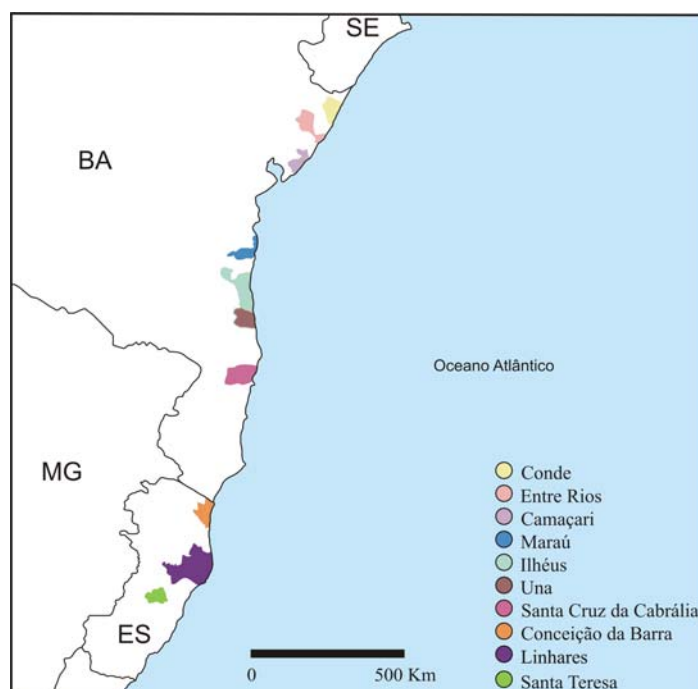 SE
BA
Oceano Atlântico
MG
Conde
Entre Rios
Camaçari
Maraú
Ilhéus
Una
Santa Cruz da Cabrália
Conceição da Barra
Linhares
Santa Teresa
ES
0 500 Km